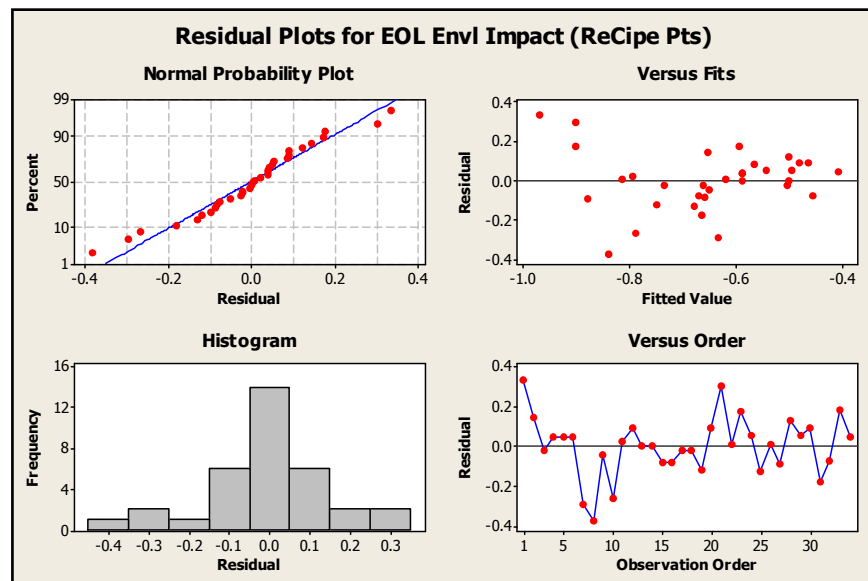 Residual Plots for EOL Envl Impact (ReCipe Pts)
Normal Probability Plot
99
90
50
10
1
Percent
-0.4 -0.2 0.0 0.2 0.4
Residual
Versus Fits
0.4
0.2
0.0
-0.2
-0.4
Residual
-1.0 -0.8 -0.6 -0.4
Fitted Value
Histogram
16
12
8
4
0
Frequency
-0.4 -0.3 -0.2 -0.1 0.0 0.1 0.2 0.3
Residual
Versus Order
0.4
0.2
0.0
-0.2
-0.4
Residual
1 5 10 15 20 25 30
Observation Order